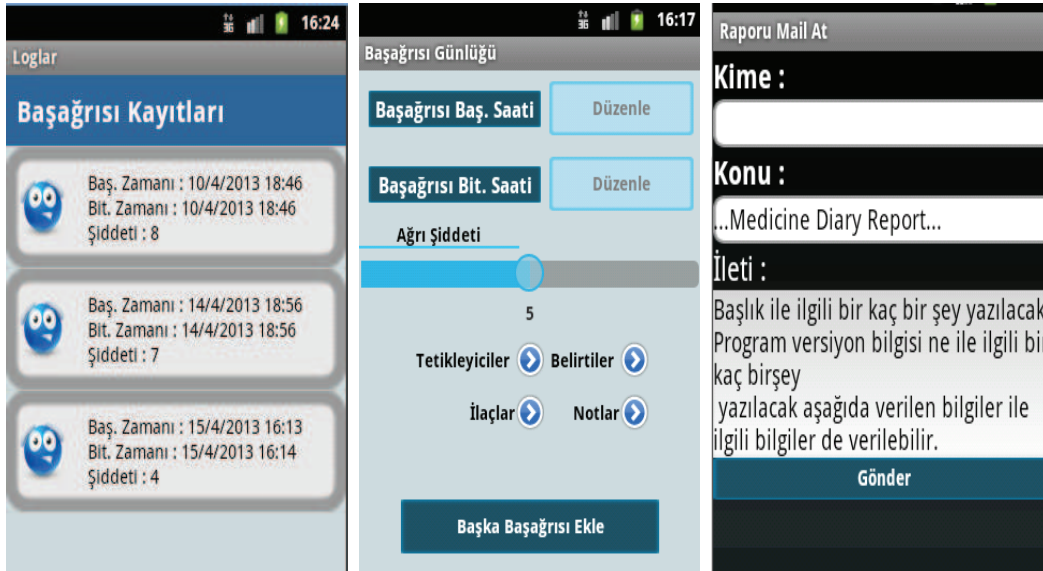 16:24
Loglar
Başağrısı Kayıtları
Baş. Zamanı : 10/4/2013 18:46
Bit. Zamanı : 10/4/2013 18:46
Şiddeti : 8
Baş. Zamanı : 14/4/2013 18:56
Bit. Zamanı : 14/4/2013 18:56
Şiddeti : 7
Baş. Zamanı : 15/4/2013 16:13
Bit. Zamanı : 15/4/2013 16:14
Şiddeti : 4
3G 16:17
Başağrısı Günlüğü
Başağrısı Baş. Saati Düzenle
Başağrısı Bit. Saati Düzenle
Ağrı Şiddeti
5
Tetikleyiciler Belirtiler
İlaçlar Notlar
Başka Başağrısı Ekle
Raporu Mail At
Kime :
Konu :
...Medicine Diary Report...
İleti :
Başlık ile ilgili bir kaç bir şey yazılacak
Program versiyon bilgisi ne ile ilgili bir
kaç birşey
yazılacak aşağıda verilen bilgiler ile
ilgili bilgiler de verilebilir.
Gönder